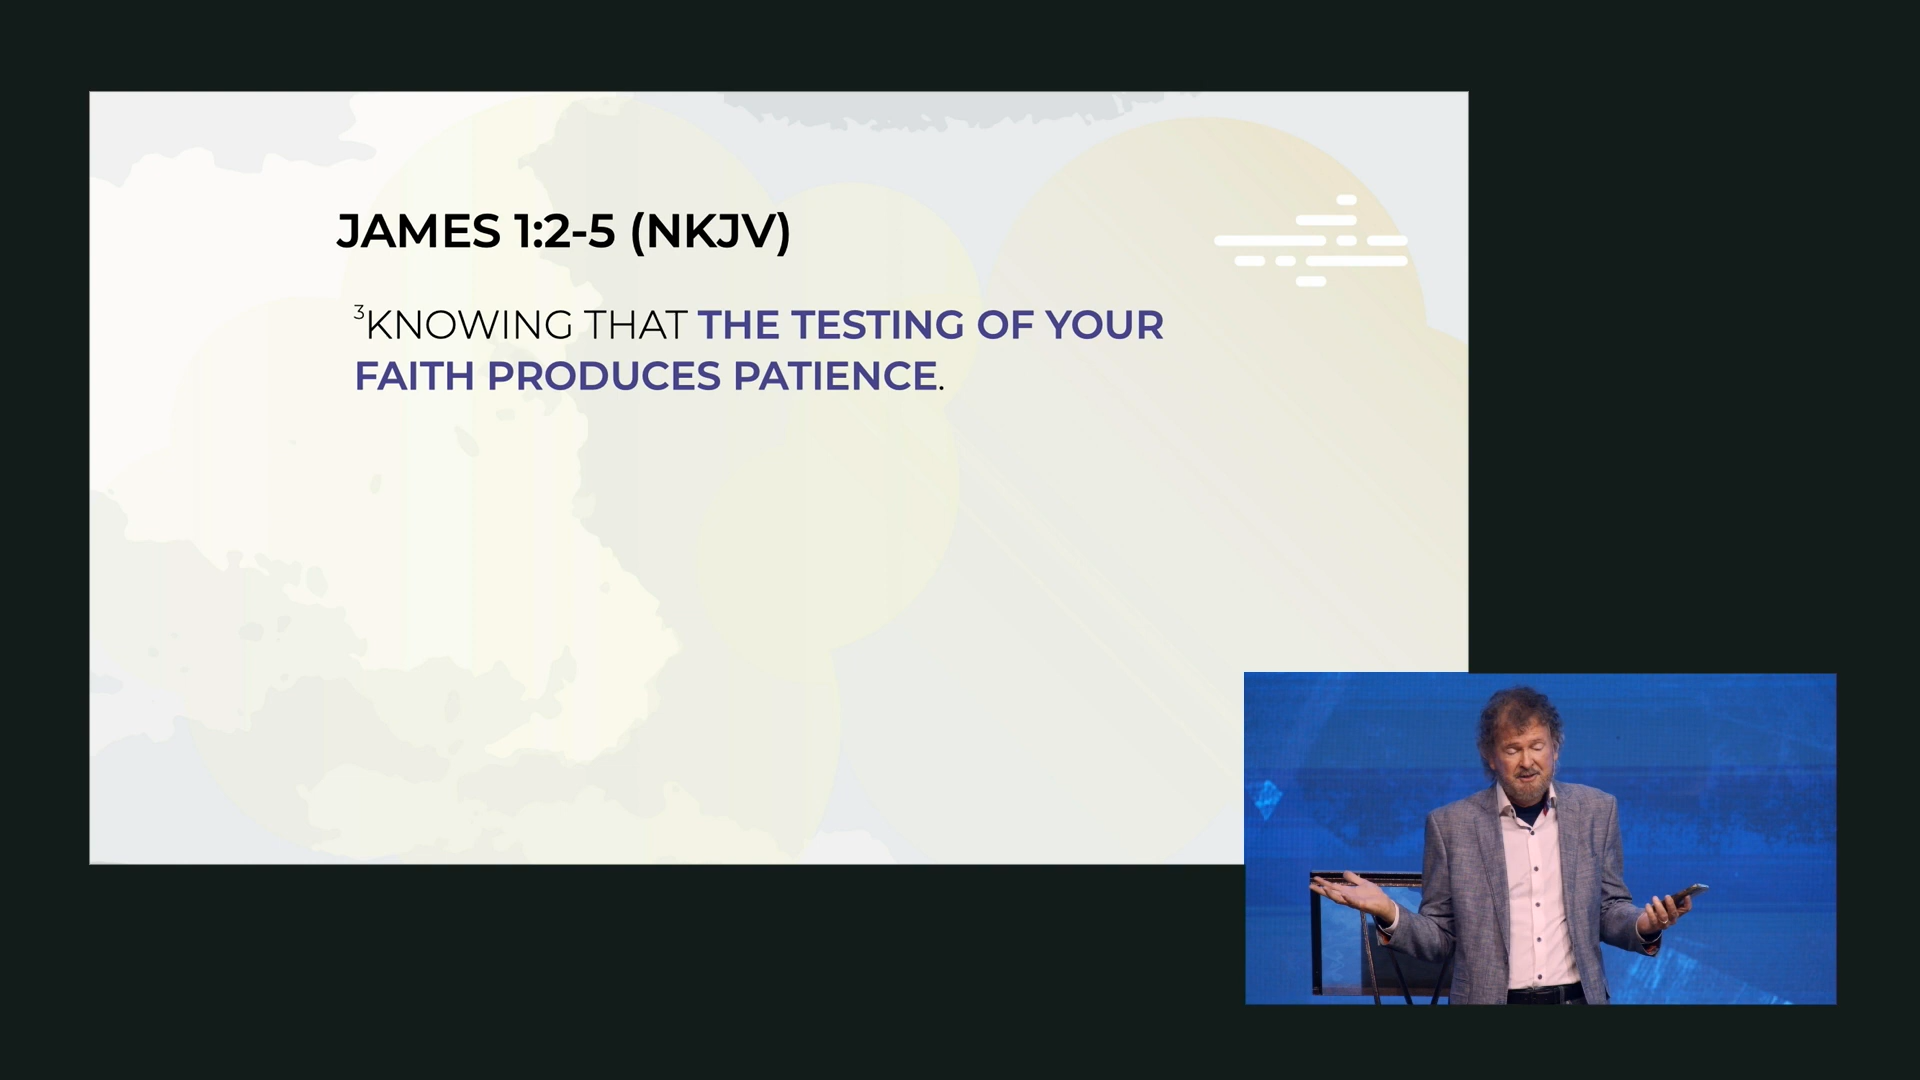 JAMES 1:2-5 (NKJV)
³KNOWING THAT THE TESTING OF YOUR
FAITH PRODUCES PATIENCE.